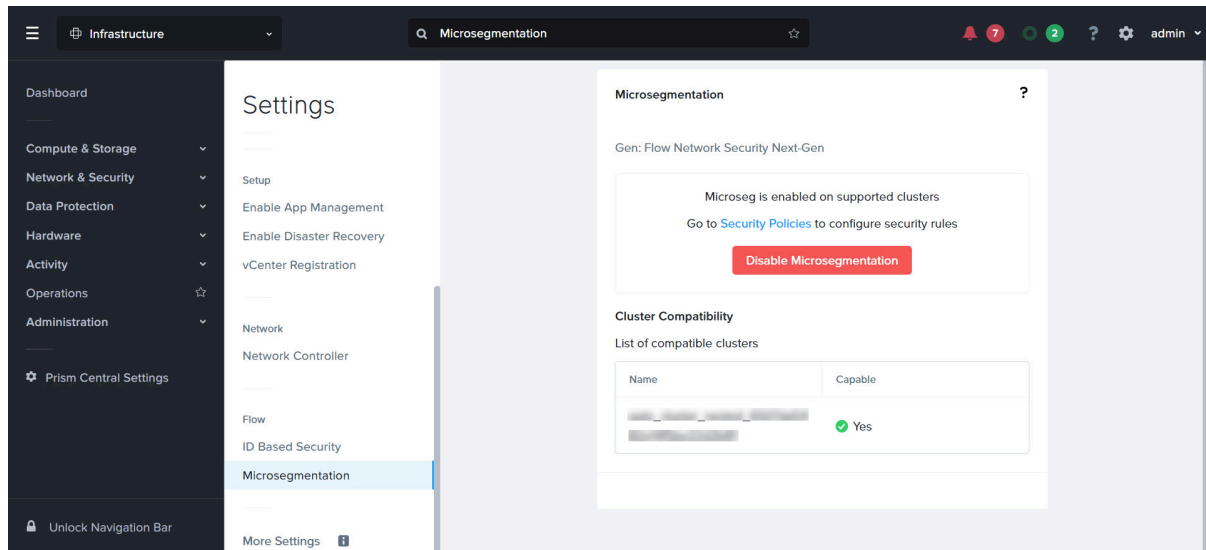 Infrastructure
Microsegmentation
7
2
?
admin
Dashboard
Compute & Storage
Network & Security
Data Protection
Hardware
Activity
Operations
Administration
Prism Central Settings
Unlock Navigation Bar
Settings
Setup
Enable App Management
Enable Disaster Recovery
vCenter Registration
Network
Network Controller
Flow
ID Based Security
Microsegmentation
More Settings
Microsegmentation
?
Gen: Flow Network Security Next-Gen
Microseg is enabled on supported clusters
Go to Security Policies to configure security rules
Disable Microsegmentation
Cluster Compatibility
List of compatible clusters
Name Capable
Yes